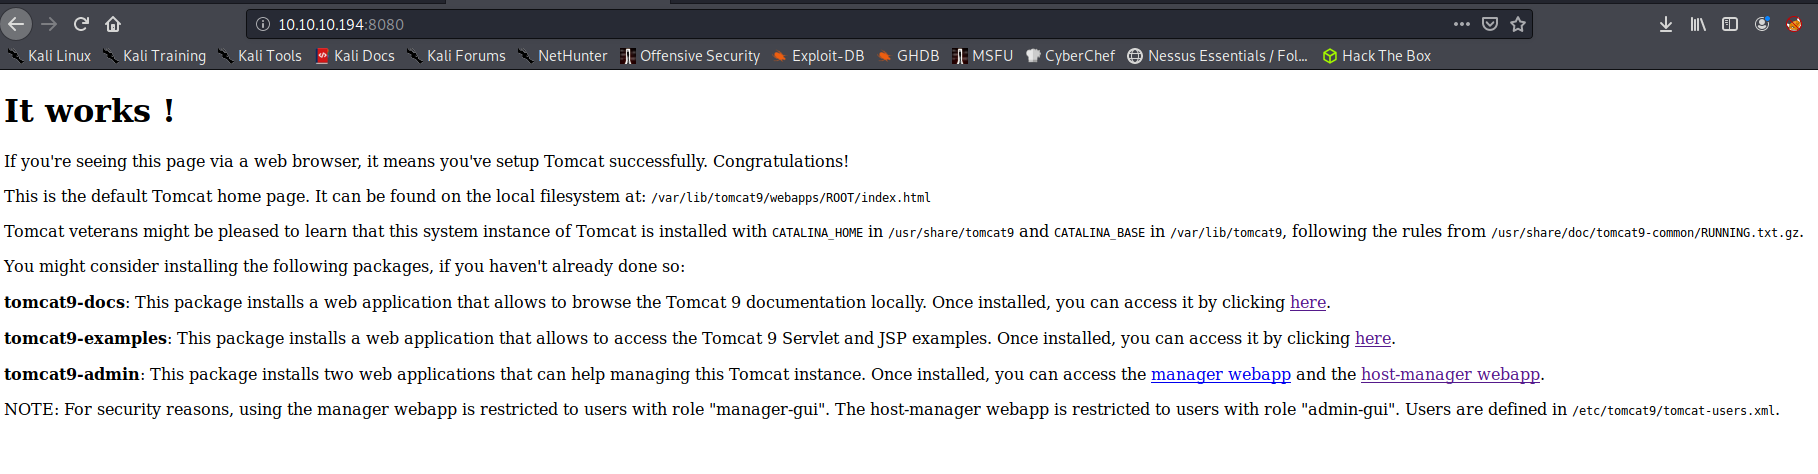 10.10.10.194:8080
Kali Linux Kali Training Kali Tools Kali Docs Kali Forums NetHunter Offensive Security Exploit-DB GHDB MSFU CyberChef Nessus Essentials / Fol... Hack The Box
It works !
If you're seeing this page via a web browser, it means you've setup Tomcat successfully. Congratulations!
This is the default Tomcat home page. It can be found on the local filesystem at: /var/lib/tomcat9/webapps/ROOT/index.html
Tomcat veterans might be pleased to learn that this system instance of Tomcat is installed with CATALINA_HOME in /usr/share/tomcat9 and CATALINA_BASE in /var/lib/tomcat9, following the rules from /usr/share/doc/tomcat9-common/RUNNING.txt.gz.
You might consider installing the following packages, if you haven't already done so:
tomcat9-docs: This package installs a web application that allows to browse the Tomcat 9 documentation locally. Once installed, you can access it by clicking here.
tomcat9-examples: This package installs a web application that allows to access the Tomcat 9 Servlet and JSP examples. Once installed, you can access it by clicking here.
tomcat9-admin: This package installs two web applications that can help managing this Tomcat instance. Once installed, you can access the manager webapp and the host-manager webapp.
NOTE: For security reasons, using the manager webapp is restricted to users with role "manager-gui". The host-manager webapp is restricted to users with role "admin-gui". Users are defined in /etc/tomcat9/tomcat-users.xml.